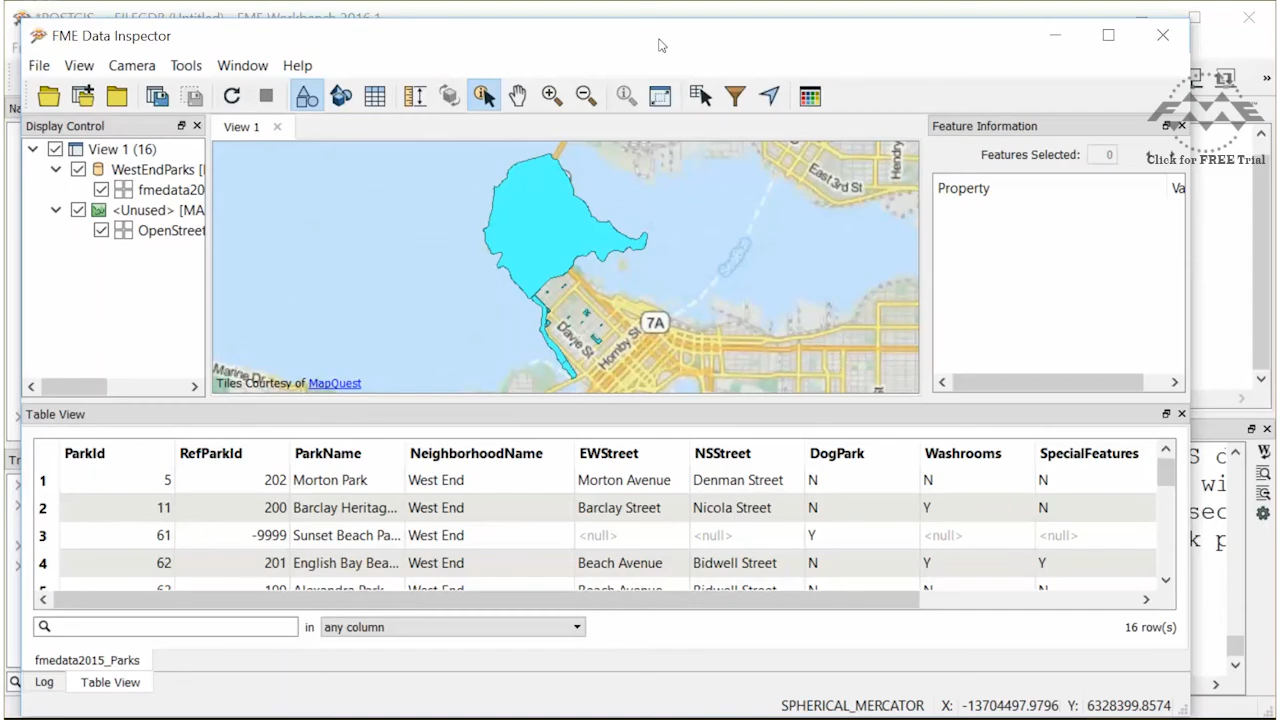 FME Data Inspector
File View Camera Tools Window Help
FME
Click for FREE Trial
Display Control
View 1
Feature Information
View 1 (16)
WestEndParks [
fmedata20
<Unused> [MA
OpenStreet
Features Selected: 0
Property Va
East 3rd St
Hendry
7A
Davie St
Hornby St
Marine Dr
Tiles Courtesy of MapQuest
Table View
ParkId RefParkId ParkName NeighborhoodName EWStreet NSStreet DogPark Washrooms SpecialFeatures
1 5 202 Morton Park West End Morton Avenue Denman Street N N N
2 11 200 Barclay Heritag... West End Barclay Street Nicola Street N Y N
3 61 -9999 Sunset Beach Pa... West End <null> <null> Y <null> <null>
4 62 201 English Bay Bea... West End Beach Avenue Bidwell Street N Y Y
in any column 16 row(s)
fmedata2015_Parks
Log Table View
SPHERICAL_MERCATOR X: -13704497.9796 Y: 6328399.8574